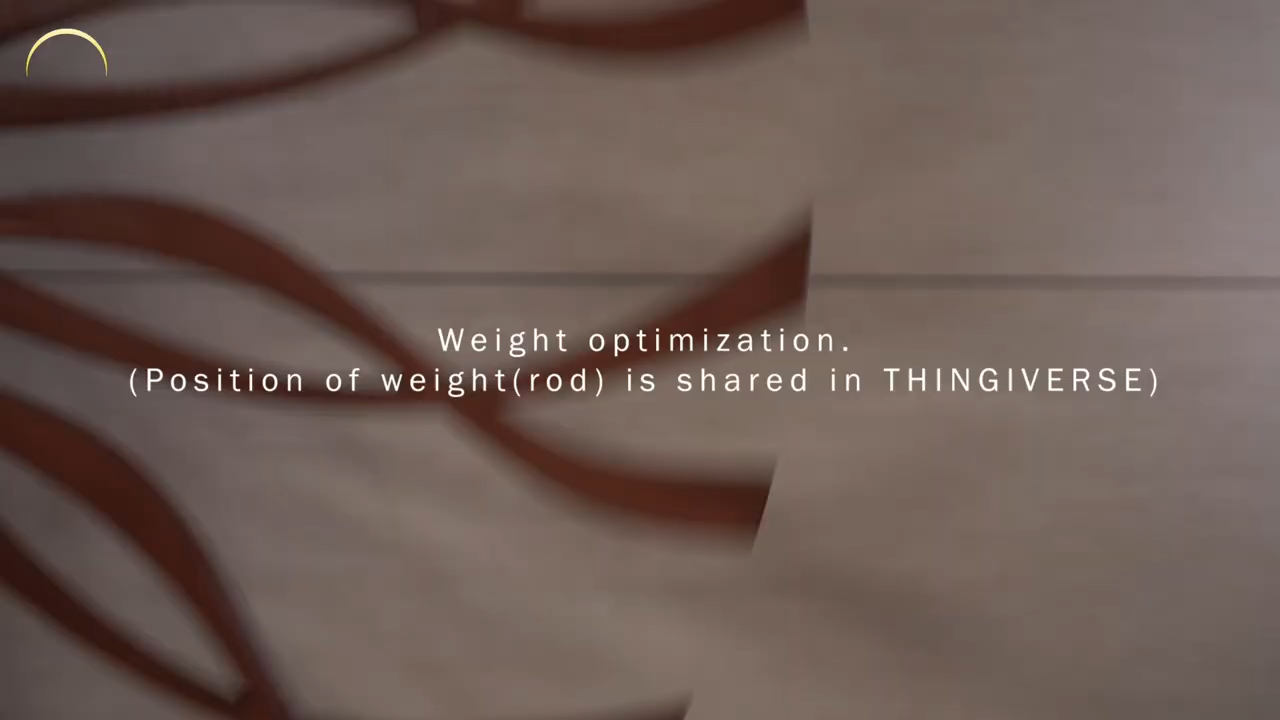 Weight optimization.
(Position of weight(rod) is shared in THINGIVERSE)